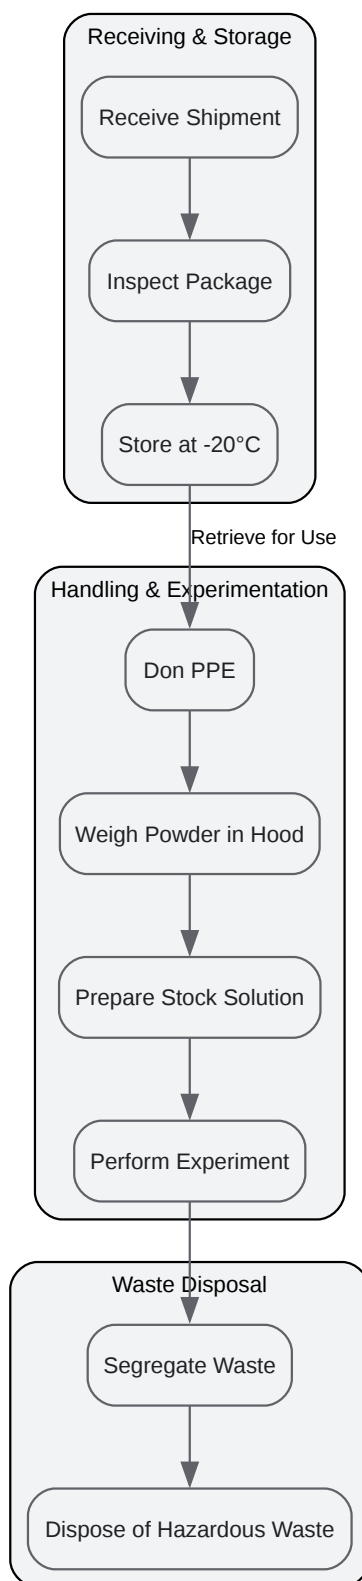 Receiving & Storage
Receive Shipment
Inspect Package
Store at -20°C
Retrieve for Use
Handling & Experimentation
Don PPE
Weigh Powder in Hood
Prepare Stock Solution
Perform Experiment
Waste Disposal
Segregate Waste
Dispose of Hazardous Waste